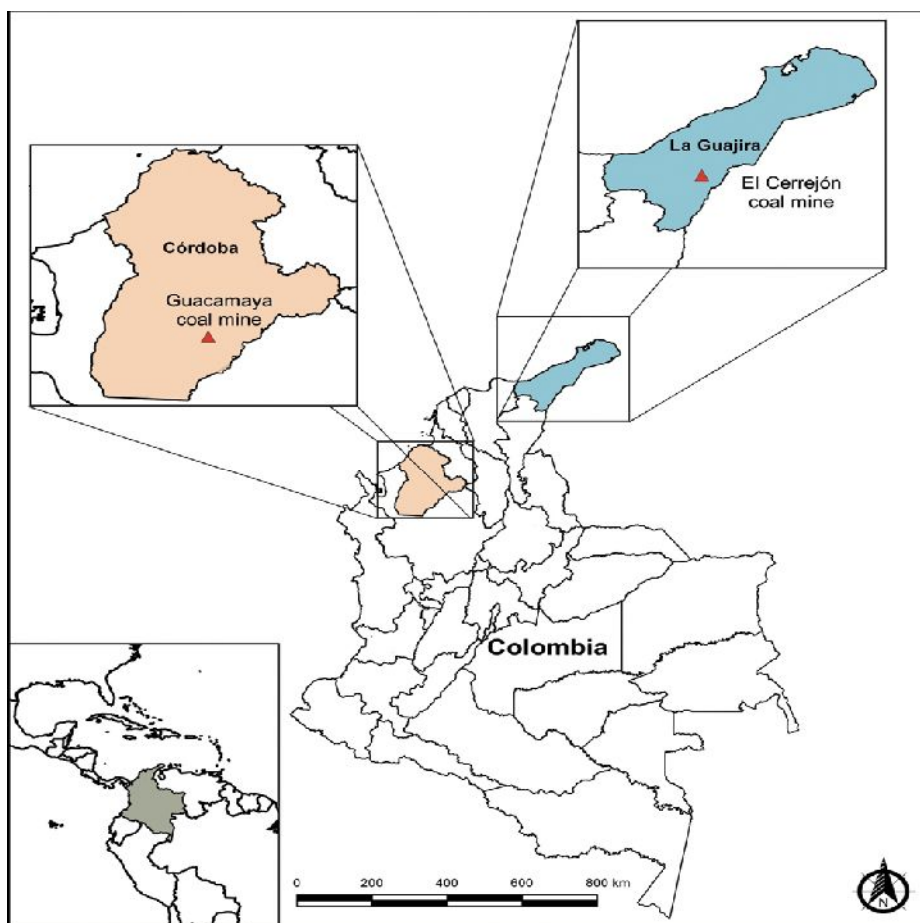 La Guajira
El Cerrejón
coal mine
Córdoba
Guacamaya
coal mine
Colombia
0 200 400 600 800 km
N